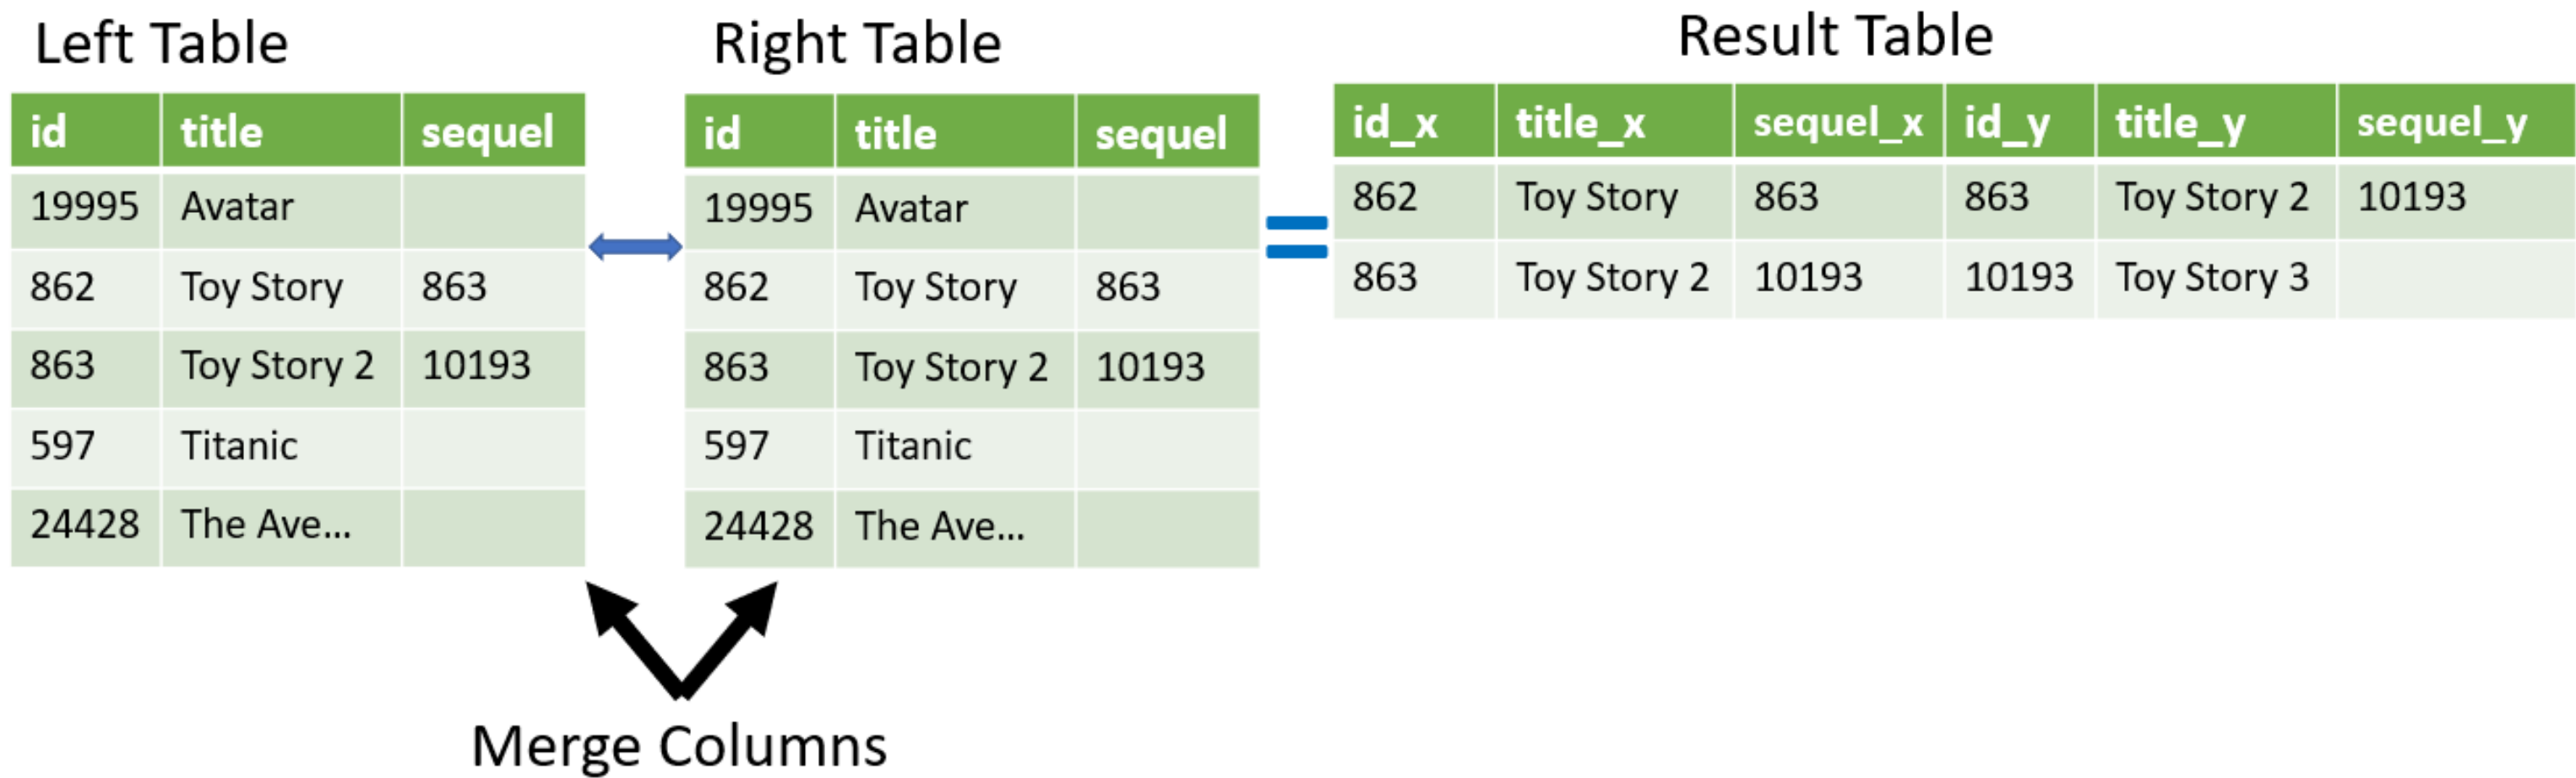 Left Table
id title sequel
19995 Avatar
862 Toy Story 863
863 Toy Story 2 10193
597 Titanic
24428 The Ave...
Right Table
id title sequel
19995 Avatar
862 Toy Story 863
863 Toy Story 2 10193
597 Titanic
24428 The Ave...
=
Result Table
id_x title_x sequel_x id_y title_y sequel_y
862 Toy Story 863 863 Toy Story 2 10193
863 Toy Story 2 10193 10193 Toy Story 3
Merge Columns